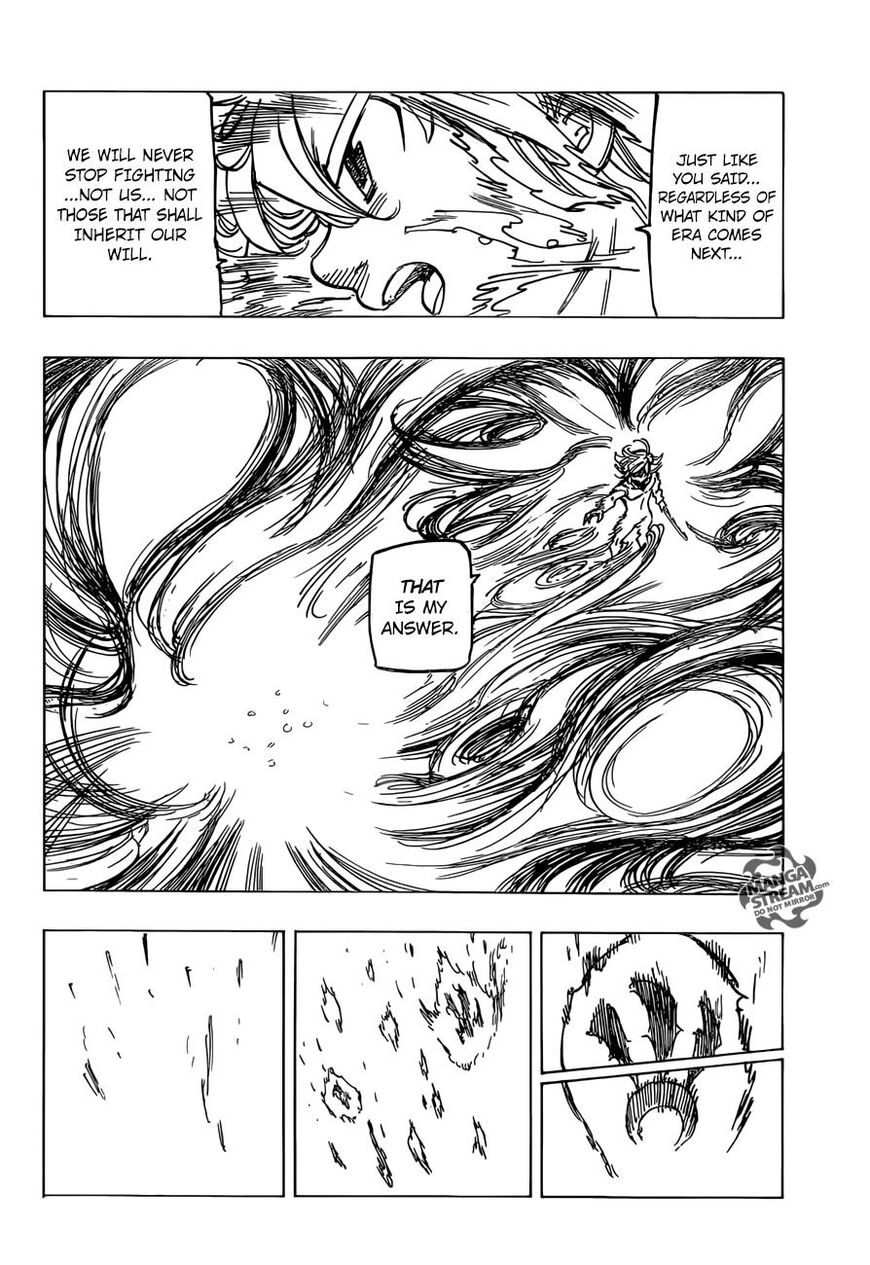 JUST LIKE
YOU SAID...
REGARDLESS OF
WHAT KIND OF
ERA COMES
NEXT...
WE WILL NEVER
STOP FIGHTING
...NOT US... NOT
THOSE THAT SHALL
INHERIT OUR
WILL.
THAT
IS MY
ANSWER.
MANGA
STREAM.com
DO NOT MIRROR